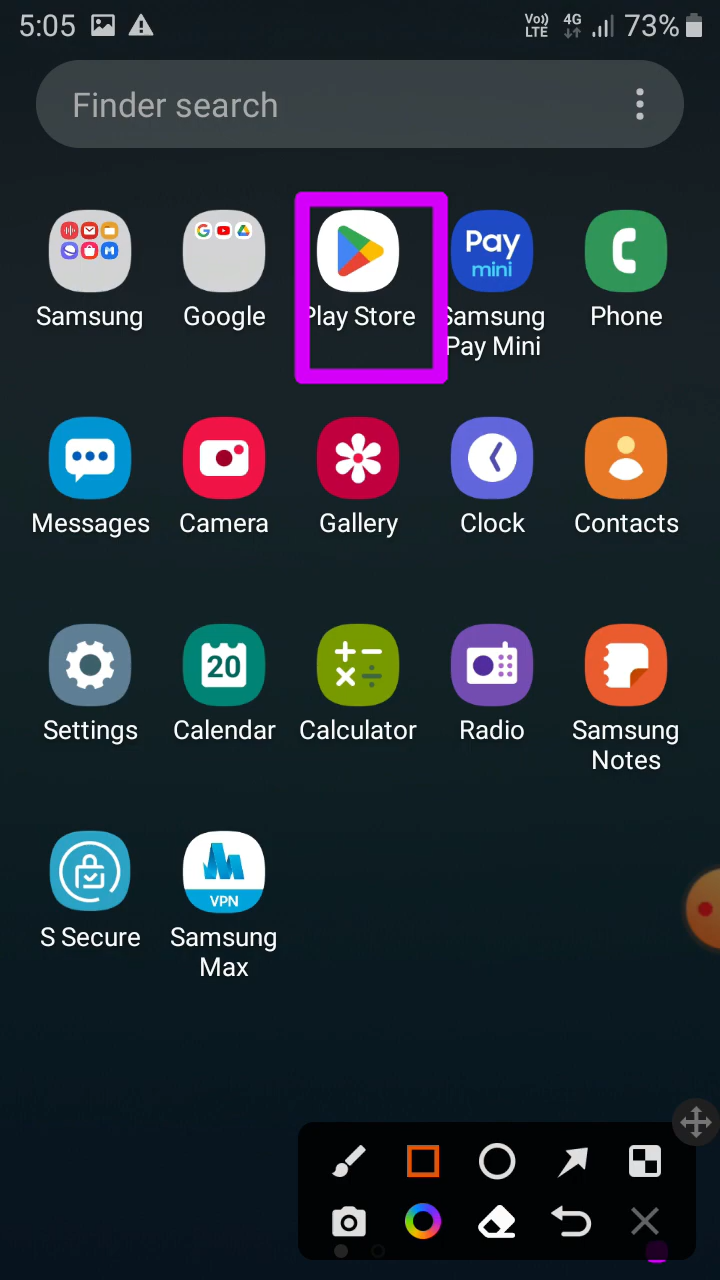 5:05
Vo))
LTE
4G
73%
Finder search
Samsung
Google
Play Store
Pay
mini
Samsung
Pay Mini
Phone
Messages
Camera
Gallery
Clock
Contacts
Settings
20
Calendar
Calculator
Radio
Samsung
Notes
S Secure
VPN
Samsung
Max